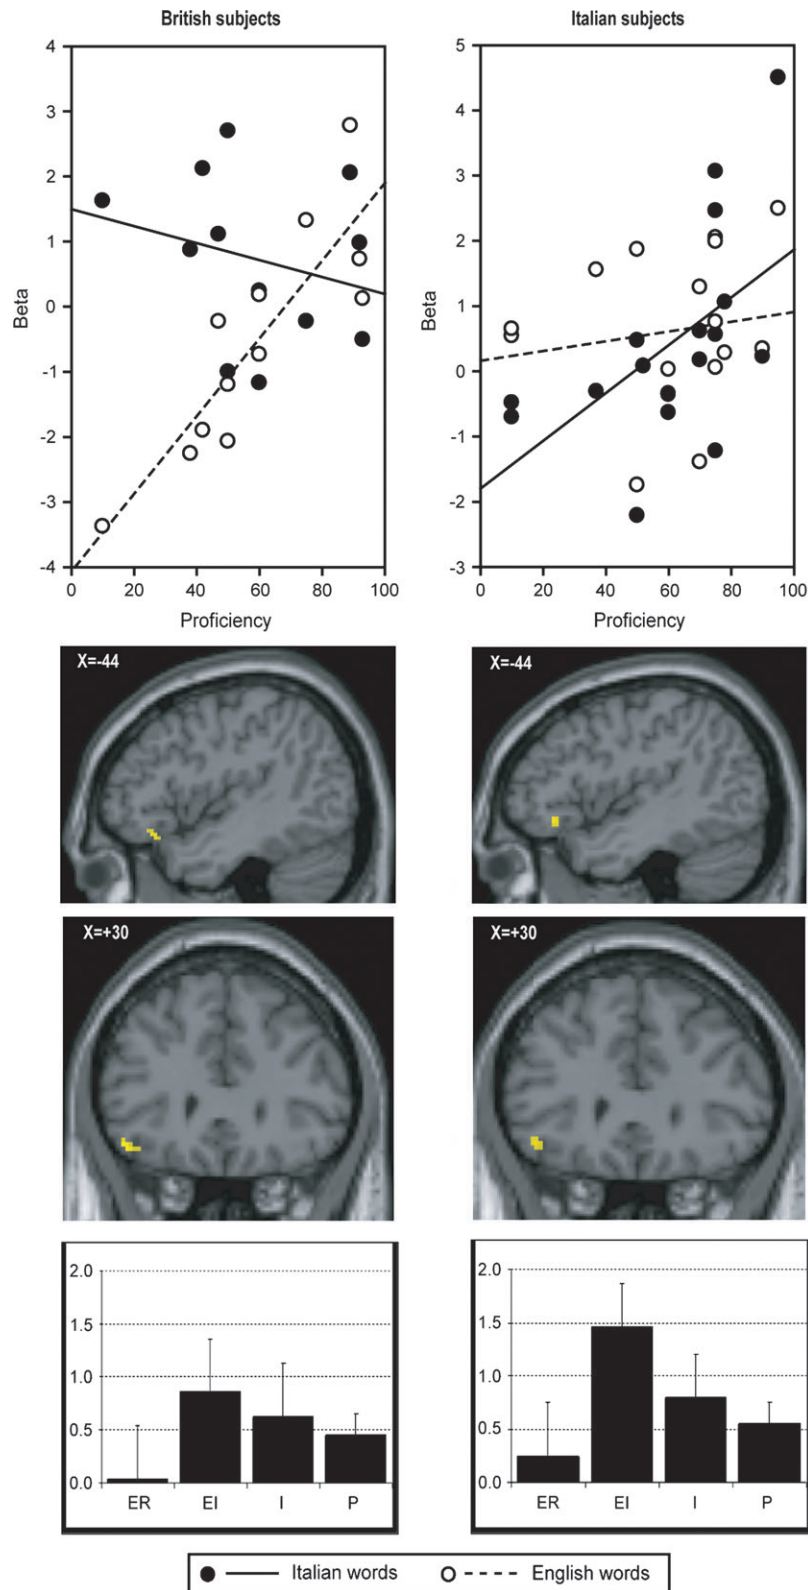 British subjects
Italian subjects
4
3
2
1
0
-1
-2
-3
-4
Beta
0 20 40 60 80 100
Proficiency
5
4
3
2
1
0
-1
-2
-3
Beta
0 20 40 60 80 100
Proficiency
X=-44
X=-44
X=+30
X=+30
2.0
1.5
1.0
0.5
0.0
ER EI I P
2.0
1.5
1.0
0.5
0.0
ER EI I P
Italian words English words